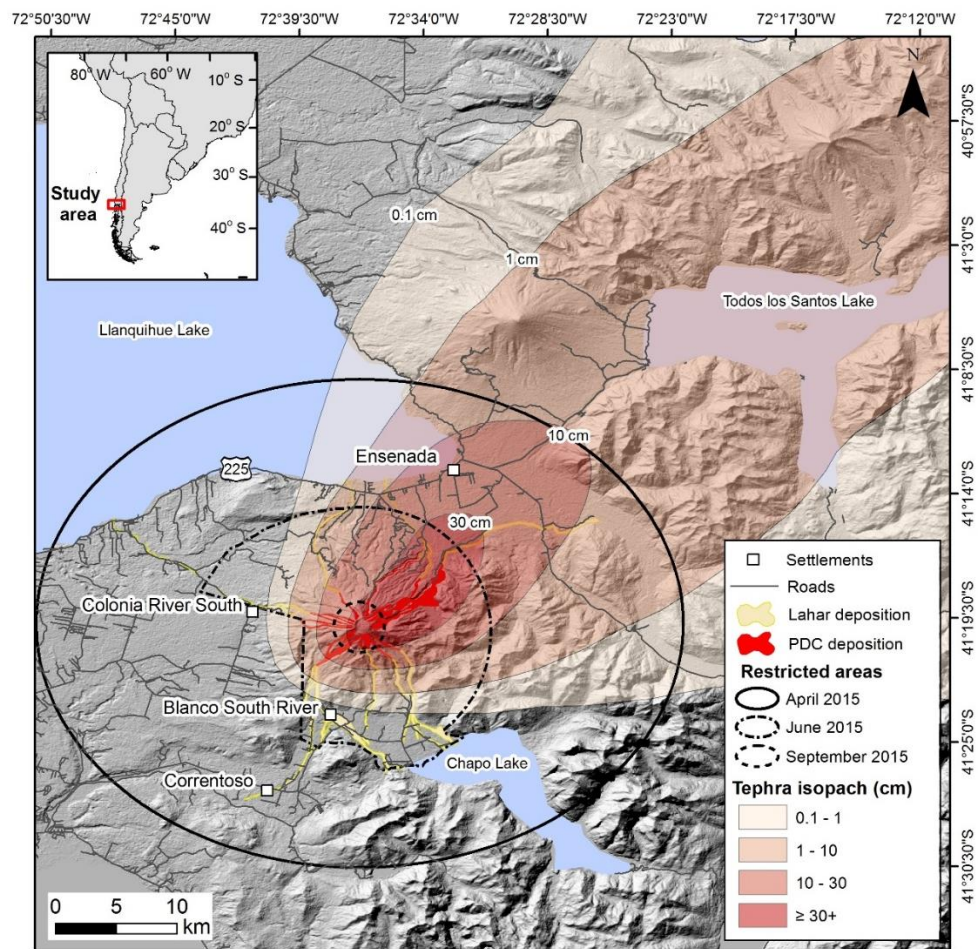 72°50'30"W 72°45'0"W 72°39'30"W 72°34'0"W 72°28'30"W 72°23'0"W 72°17'30"W 72°12'0"W
80° W 60° W
10° S
20° S
30° S
40° S
Study
area
N
40°57'30"S
41°3'0"S
41°8'30"S
41°14'0"S
41°19'30"S
41°25'0"S
41°30'30"S
0.1 cm
1 cm
Todos los Santos Lake
Llanquihue Lake
10 cm
Ensenada
225
30 cm
Colonia River South
Blanco South River
Chapo Lake
Correntoso
Settlements
Roads
Lahar deposition
PDC deposition
Restricted areas
April 2015
June 2015
September 2015
Tephra isopach (cm)
0.1 - 1
1 - 10
10 - 30
≥ 30+
0 5 10
km